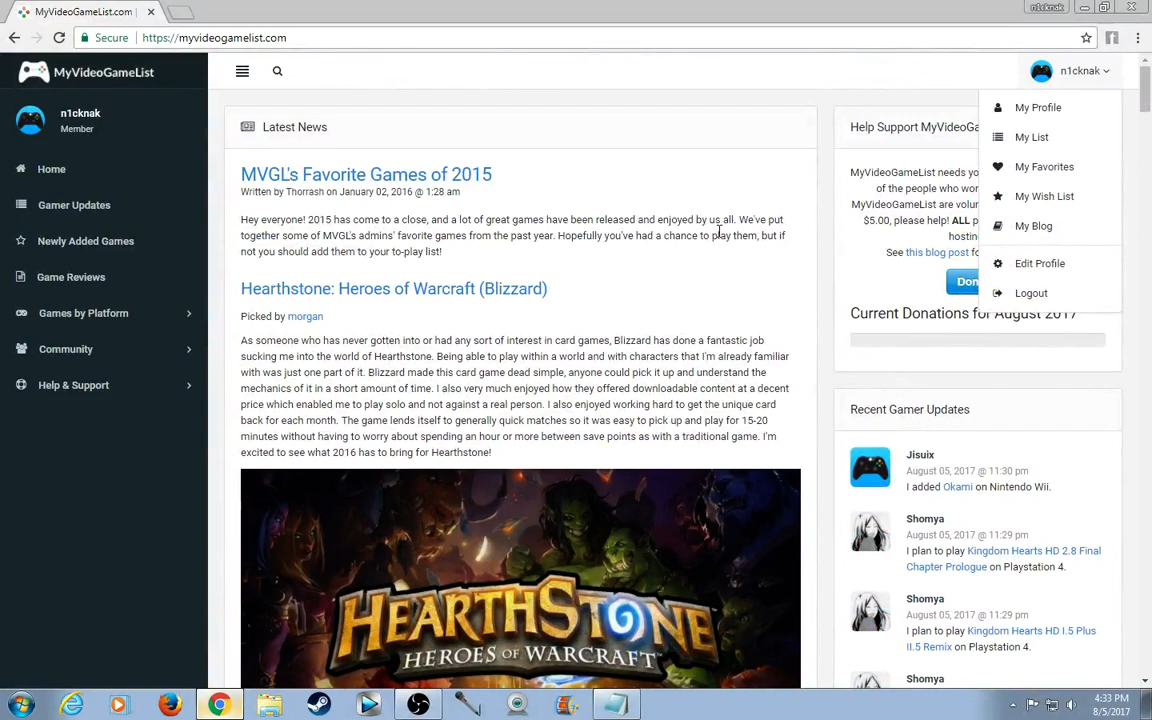 MyVideoGameList.com |
n1cknak
Secure
https://myvideogamelist.com
MyVideoGameList
n1cknak
Member
Home
Gamer Updates
Newly Added Games
Game Reviews
Games by Platform
Community
Help & Support
n1cknak
My Profile
My List
My Favorites
My Wish List
My Blog
Edit Profile
Logout
Latest News
MVGL's Favorite Games of 2015
Written by Thorrash on January 02, 2016 @ 1:28 am
Hey everyone! 2015 has come to a close, and a lot of great games have been released and enjoyed by us all. We've put
together some of MVGL's admins' favorite games from the past year. Hopefully you've had a chance to play them, but if
not you should add them to your to-play list!
Hearthstone: Heroes of Warcraft (Blizzard)
Picked by morgan
As someone who has never gotten into or had any sort of interest in card games, Blizzard has done a fantastic job
sucking me into the world of Hearthstone. Being able to play within a world and with characters that I'm already familiar
with was just one part of it. Blizzard made this card game dead simple, anyone could pick it up and understand the
mechanics of it in a short amount of time. I also very much enjoyed how they offered downloadable content at a decent
price which enabled me to play solo and not against a real person. I also enjoyed working hard to get the unique card
back for each month. The game lends itself to generally quick matches so it was easy to pick up and play for 15-20
minutes without having to worry about spending an hour or more between save points as with a traditional game. I'm
excited to see what 2016 has to bring for Hearthstone!
HEARTHSTONE
HEROES OF WARCRAFT
Help Support MyVideoGa
MyVideoGameList needs yo
of the people who wor
MyVideoGameList are volun
$5.00, please help! ALL p
hostin
See this blog post fo
Don
Current Donations for August 2017
Recent Gamer Updates
Jisuix
August 05, 2017 @ 11:30 pm
I added Okami on Nintendo Wii.
Shomya
August 05, 2017 @ 11:29 pm
I plan to play Kingdom Hearts HD 2.8 Final
Chapter Prologue on Playstation 4.
Shomya
August 05, 2017 @ 11:29 pm
I plan to play Kingdom Hearts HD I.5 Plus
II.5 Remix on Playstation 4.
Shomya
4:33 PM
8/5/2017